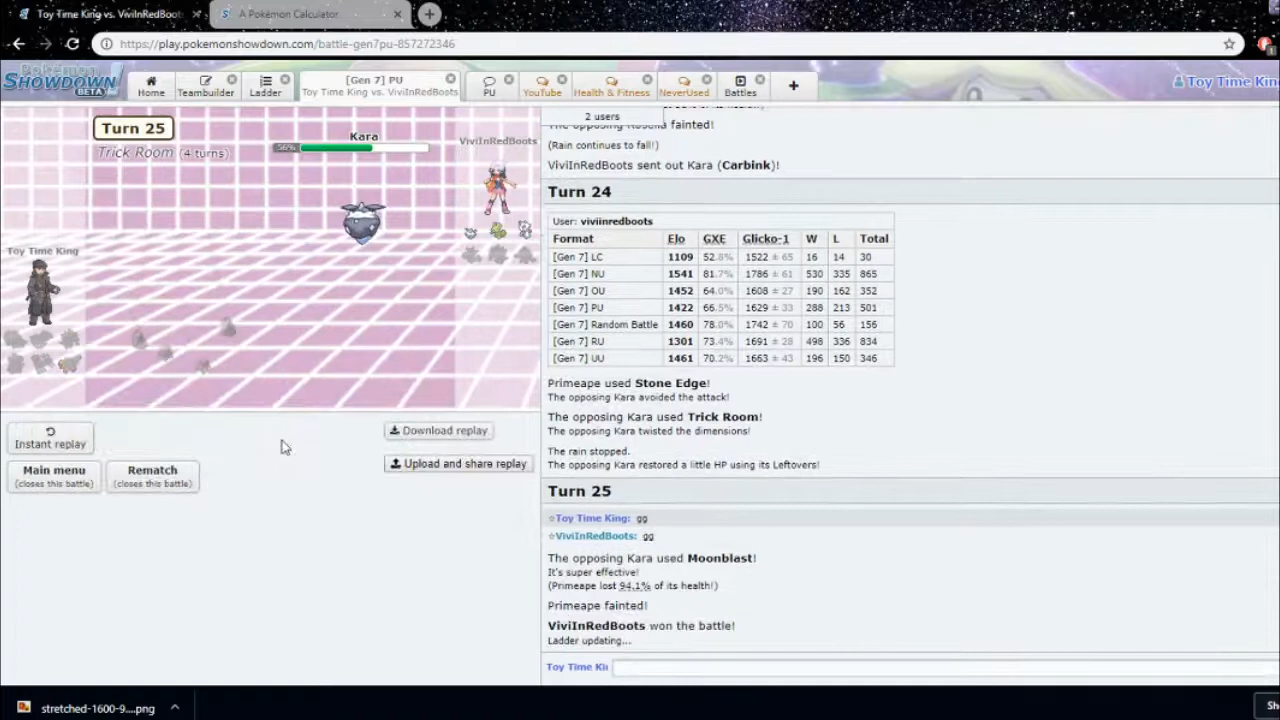 Toy Time King vs. ViviInRedBoot
A Pokémon Calculator
https://play.pokemonshowdown.com/battle-gen7pu-857272346
Pokémon
SHOWDOWN!
BETA
Home
Teambuilder
Ladder
[Gen 7] PU
Toy Time King vs. ViviInRedBoots
PU
YouTube
Health & Fitness
NeverUsed
Battles
Toy Time King
2 users
Turn 25
Trick Room (4 turns)
Kara
56%
ViviInRedBoots
Toy Time King
fainted!
(Rain continues to fall!)
ViviInRedBoots sent out Kara (Carbink)!
Turn 24
User: viviinredboots
Format Elo GXE Glicko-1 W L Total
[Gen 7] LC 1109 52.8% 1522 ± 65 16 14 30
[Gen 7] NU 1541 81.7% 1786 ± 61 530 335 865
[Gen 7] OU 1452 64.0% 1608 ± 27 190 162 352
[Gen 7] PU 1422 66.5% 1629 ± 33 288 213 501
[Gen 7] Random Battle 1460 78.0% 1742 ± 70 100 56 156
[Gen 7] RU 1301 73.4% 1691 ± 28 498 336 834
[Gen 7] UU 1461 70.2% 1663 ± 43 196 150 346
Primeape used Stone Edge!
The opposing Kara avoided the attack!
The opposing Kara used Trick Room!
The opposing Kara twisted the dimensions!
The rain stopped.
The opposing Kara restored a little HP using its Leftovers!
Turn 25
☆Toy Time King: gg
☆ViviInRedBoots: gg
The opposing Kara used Moonblast!
It's super effective!
(Primeape lost 94.1% of its health!)
Primeape fainted!
ViviInRedBoots won the battle!
Ladder updating...
Toy Time Ki
Instant replay
Download replay
Upload and share replay
Main menu
(closes this battle)
Rematch
(closes this battle)
stretched-1600-9....png
Sh